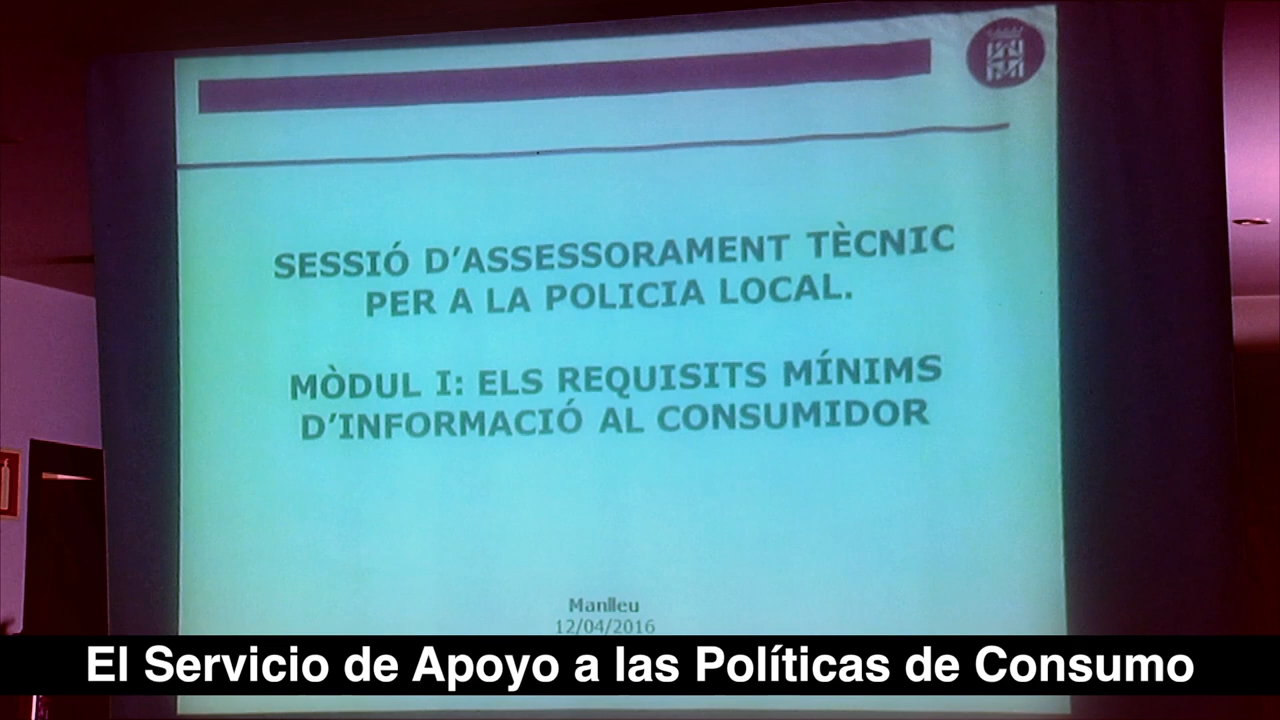 SESSIÓ D'ASSESSORAMENT TÈCNIC
PER A LA POLICIA LOCAL.
MÒDUL I: ELS REQUISITS MÍNIMS
D'INFORMACIÓ AL CONSUMIDOR
Manlleu
12/04/2016
El Servicio de Apoyo a las Políticas de Consumo